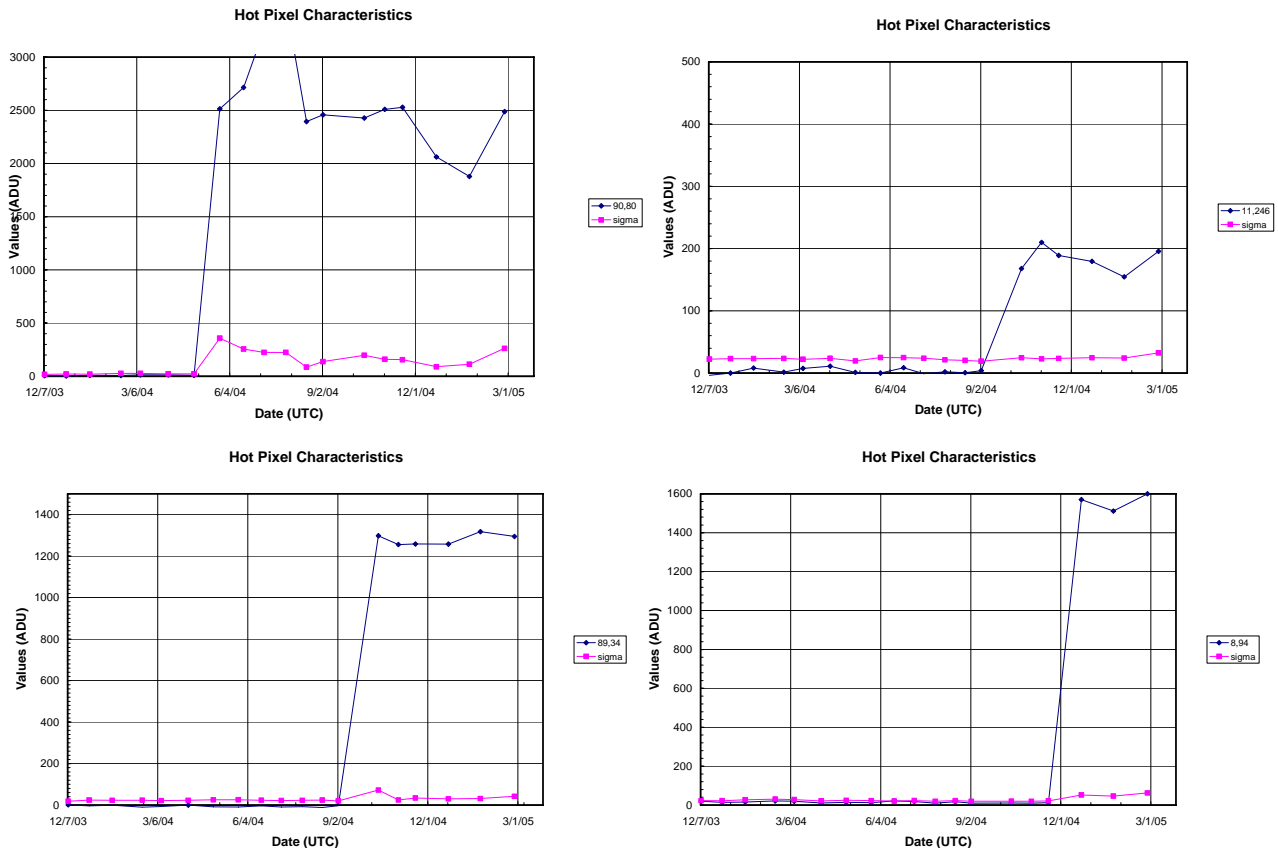 Hot Pixel Characteristics
3000
2500
2000
1500
1000
500
0
Values (ADU)
12/7/03 3/6/04 6/4/04 9/2/04 12/1/04 3/1/05
Date (UTC)
90,80
sigma
Hot Pixel Characteristics
500
400
300
200
100
0
Values (ADU)
12/7/03 3/6/04 6/4/04 9/2/04 12/1/04 3/1/05
Date (UTC)
11,246
sigma
Hot Pixel Characteristics
1400
1200
1000
800
600
400
200
0
Values (ADU)
12/7/03 3/6/04 6/4/04 9/2/04 12/1/04 3/1/05
Date (UTC)
89,34
sigma
Hot Pixel Characteristics
1600
1400
1200
1000
800
600
400
200
0
Values (ADU)
12/7/03 3/6/04 6/4/04 9/2/04 12/1/04 3/1/05
Date (UTC)
8,94
sigma